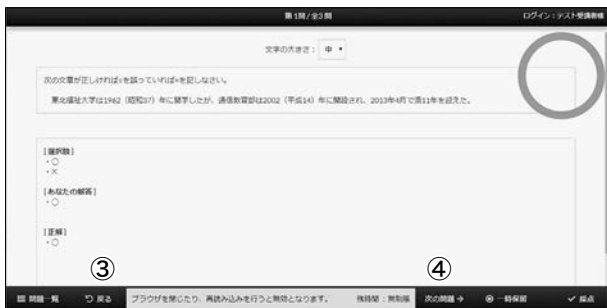 第1問/全3問
ログイン：テスト受講者様
文字の大きさ： 中
次の文章が正しければ○を誤っていれば×を記しなさい。
東北福祉大学は1962（昭和37）年に開学したが、通信教育部は2002（平成14）年に開設され、2013年4月で満11年を迎えた。
[選択肢]
・○
・×
[あなたの解答]
・○
[正解]
・○
③
④
問題一覧
戻る
ブラウザを閉じたり、再読み込みを行うと無効となります。
残時間：無制限
次の問題→
一時保留
採点